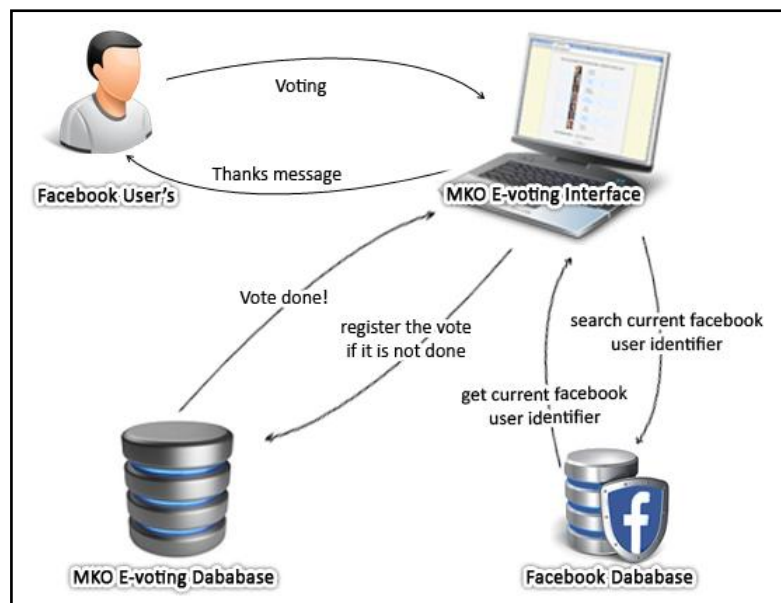 Voting
Thanks message
Facebook User's
MKO E-voting Interface
Vote done!
register the vote
if it is not done
search current facebook
user identifier
get current facebook
user identifier
MKO E-voting Dababase
Facebook Dababase